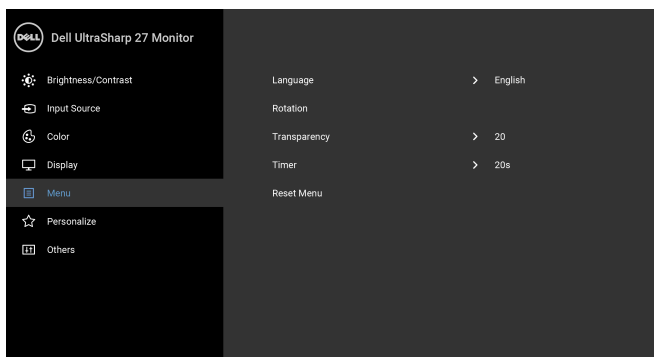 DELL Dell UltraSharp 27 Monitor
Brightness/Contrast
Language > English
Input Source
Rotation
Color
Transparency > 20
Display
Timer > 20s
Menu
Reset Menu
Personalize
Others